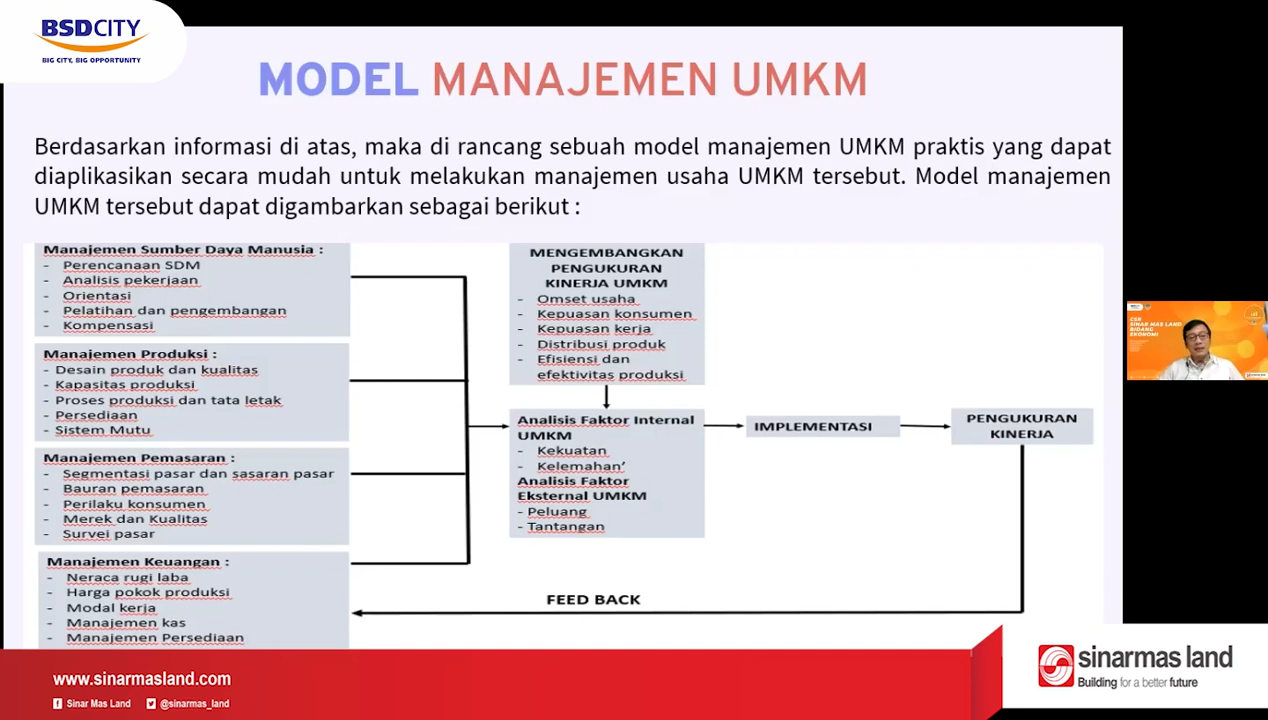 BSDCITY
BIG CITY, BIG OPPORTUNITY
MODEL MANAJEMEN UMKM
Berdasarkan informasi di atas, maka di rancang sebuah model manajemen UMKM praktis yang dapat
diaplikasikan secara mudah untuk melakukan manajemen usaha UMKM tersebut. Model manajemen
UMKM tersebut dapat digambarkan sebagai berikut :
Manajemen Sumber Daya Manusia :
- Perencanaan SDM
- Analisis pekerjaan
- Orientasi
- Pelatihan dan pengembangan
- Kompensasi
Manajemen Produksi :
- Desain produk dan kualitas
- Kapasitas produksi
- Proses produksi dan tata letak
- Persediaan
- Sistem Mutu
Manajemen Pemasaran :
- Segmentasi pasar dan sasaran pasar
- Bauran pemasaran
- Perilaku konsumen
- Merek dan Kualitas
- Survei pasar
Manajemen Keuangan :
- Neraca rugi laba
- Harga pokok produksi
- Modal kerja
- Manajemen kas
- Manajemen Persediaan
MENGEMBANGKAN
PENGUKURAN
KINERJA UMKM
- Omset usaha
- Kepuasan konsumen
- Kepuasan kerja
- Distribusi produk
- Efisiensi dan
efektivitas produksi
Analisis Faktor Internal
UMKM
- Kekuatan
- Kelemahan’
Analisis Faktor
Eksternal UMKM
- Peluang
- Tantangan
IMPLEMENTASI
PENGUKURAN
KINERJA
FEED BACK
CSR
SINAR MAS LAND
BIDANG
EKONOMI
www.sinarmasland.com
Sinar Mas Land
@sinarmas_land
sinarmas land
Building for a better future